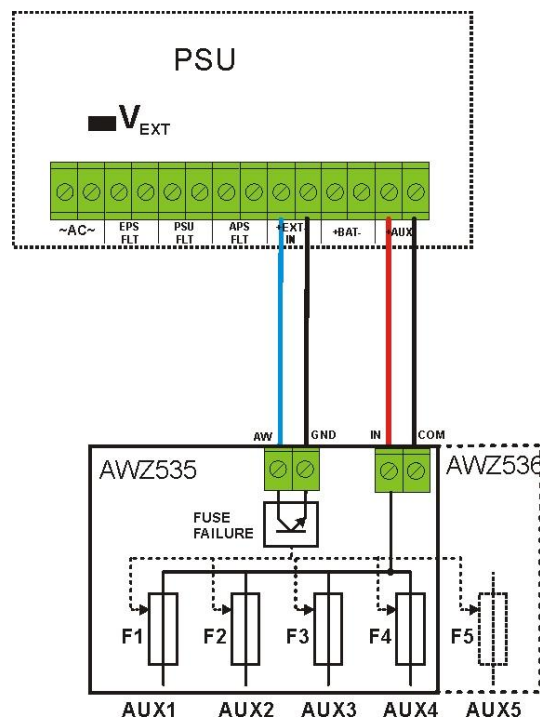 PSU
VEXT
~AC~ EPS FLT PSU FLT APS FLT +EXT- IN +BAT- +AUX-
AW GND IN COM
AWZ535 AWZ536
FUSE FAILURE
F1 F2 F3 F4 F5
AUX1 AUX2 AUX3 AUX4 AUX5